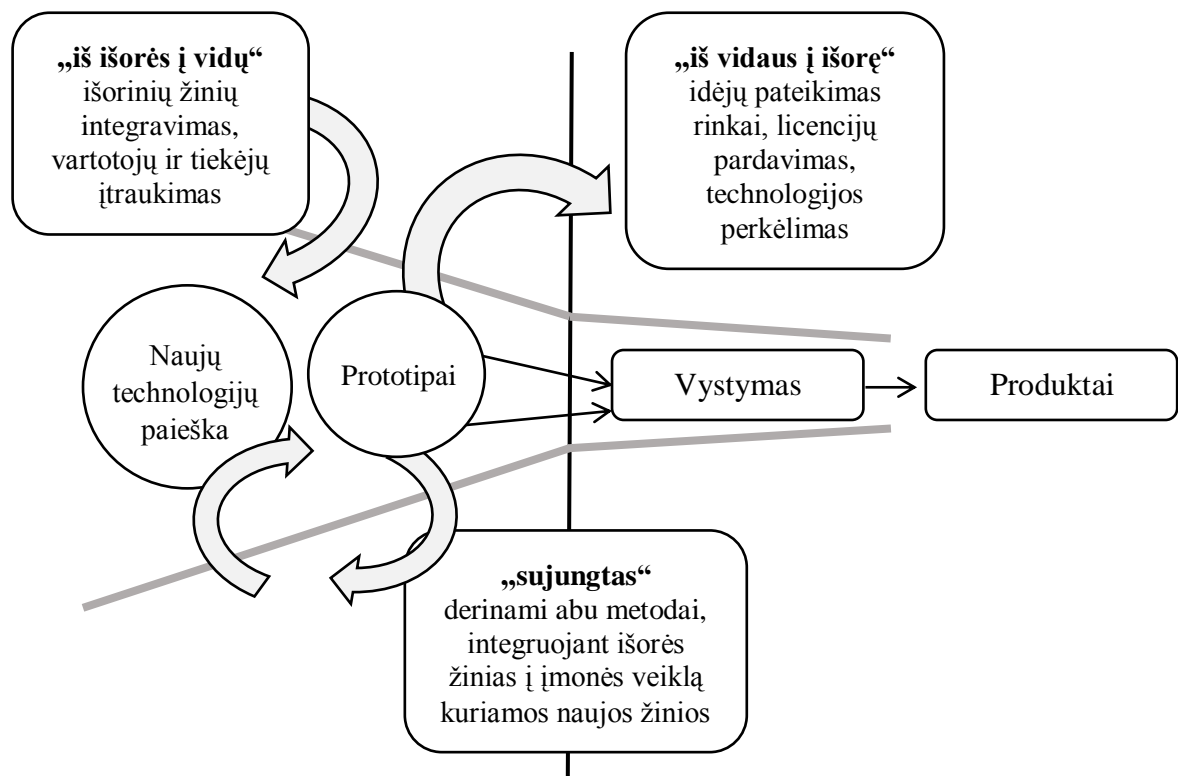 „iš išorės į vidų“
išorinių žinių
integravimas,
vartotojų ir tiekėjų
įtraukimas
„iš vidaus į išorę“
idėjų pateikimas
rinkai, licencijų
pardavimas,
technologijos
perkėlimas
Naujų
technologijų
paieška
Prototipai
Vystymas
Produktai
„sujungtas“
derinami abu metodai,
integruojant išorės
žinias į įmonės veiklą
kuriamos naujos žinios